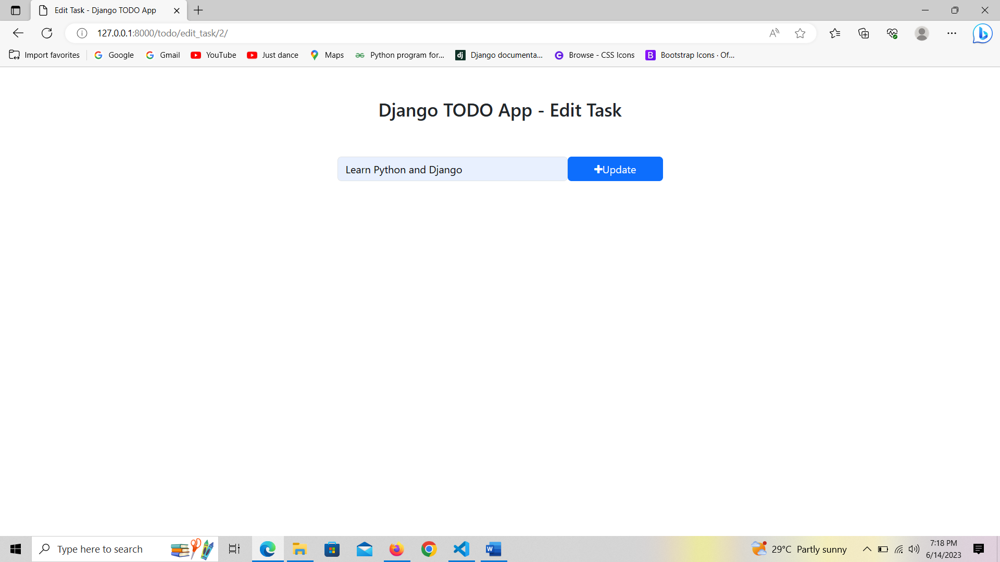 Edit Task - Django TODO App
127.0.0.1:8000/todo/edit_task/2/
Import favorites Google Gmail YouTube Just dance Maps Python program for... Django documenta... Browse - CSS Icons Bootstrap Icons · Of...
Django TODO App - Edit Task
Learn Python and Django Update
Type here to search 29°C Partly sunny 7:18 PM
6/14/2023